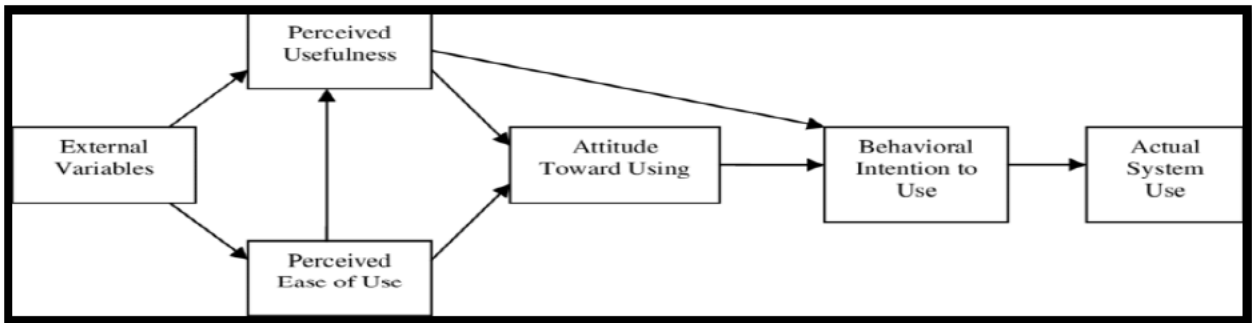 Perceived
Usefulness
External
Variables
Attitude
Toward Using
Behavioral
Intention to
Use
Actual
System
Use
Perceived
Ease of Use